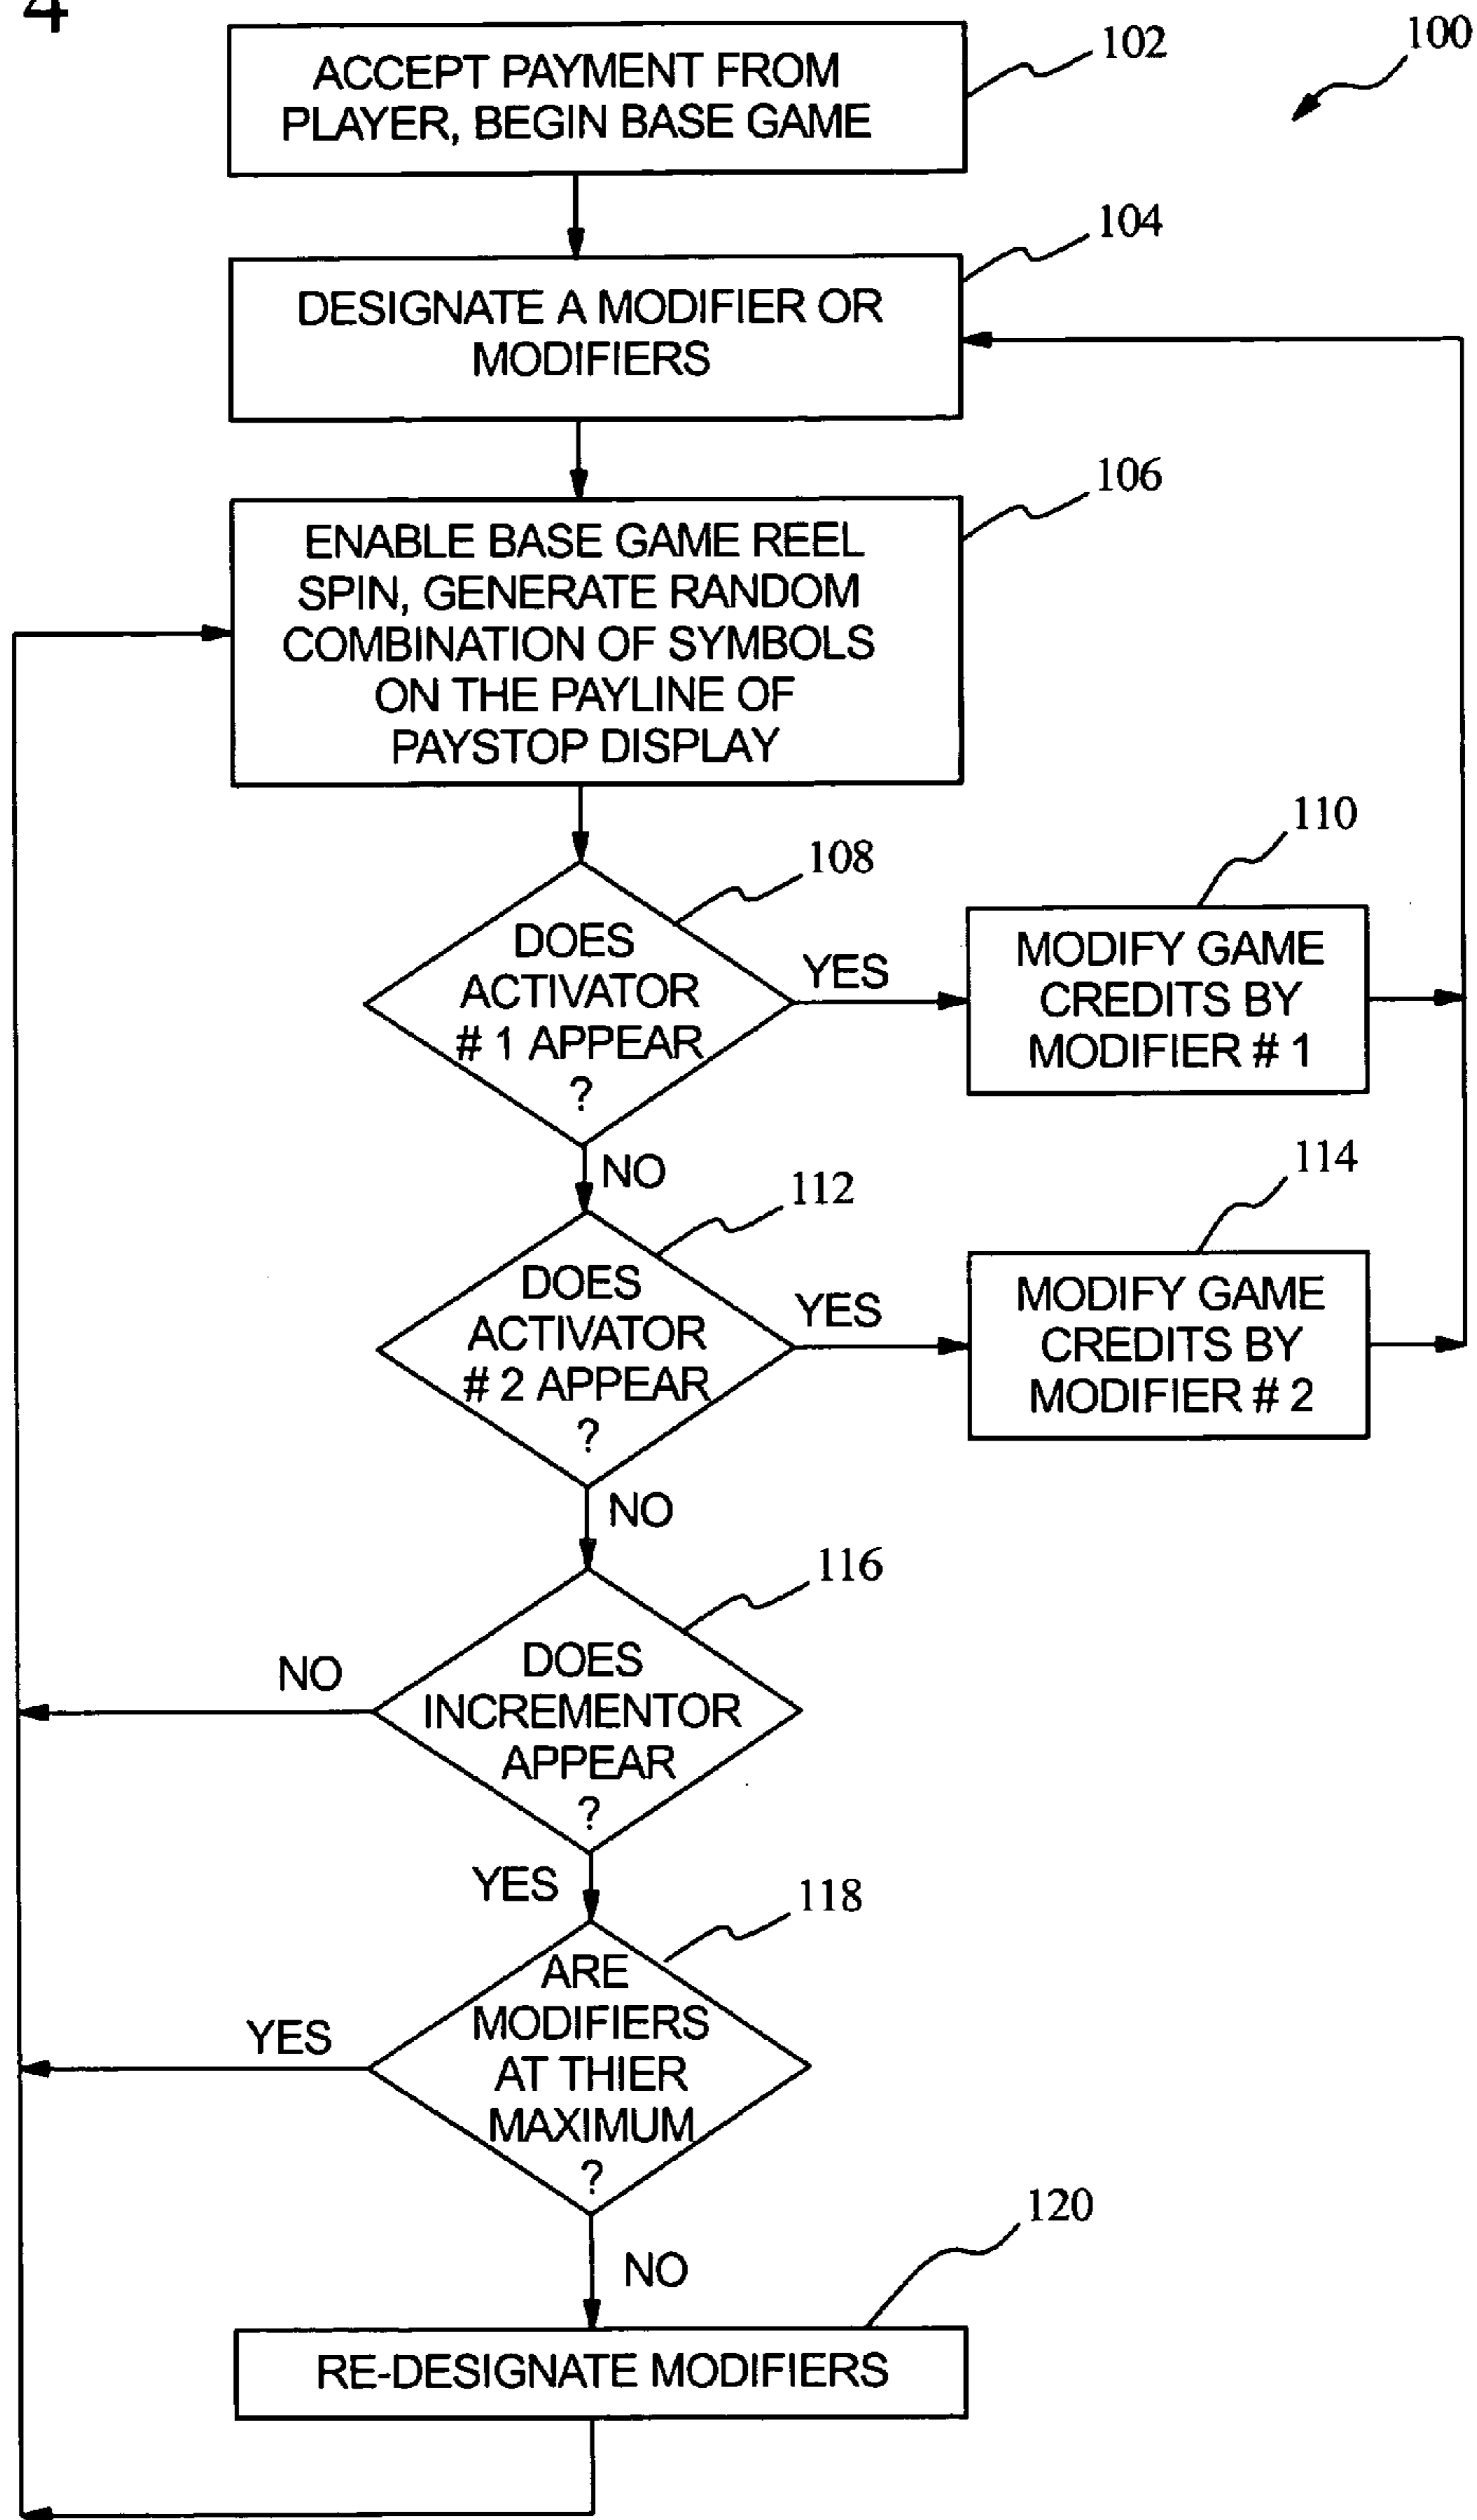 4
100
ACCEPT PAYMENT FROM
PLAYER, BEGIN BASE GAME
102
DESIGNATE A MODIFIER OR
MODIFIERS
104
ENABLE BASE GAME REEL
SPIN, GENERATE RANDOM
COMBINATION OF SYMBOLS
ON THE PAYLINE OF
PAYSTOP DISPLAY
106
DOES
ACTIVATOR
# 1 APPEAR
?
108
YES
MODIFY GAME
CREDITS BY
MODIFIER # 1
110
NO
DOES
ACTIVATOR
# 2 APPEAR
?
112
YES
MODIFY GAME
CREDITS BY
MODIFIER # 2
114
NO
DOES
INCREMENTOR
APPEAR
?
116
NO
YES
ARE
MODIFIERS
AT THIER
MAXIMUM
?
118
YES
NO
RE-DESIGNATE MODIFIERS
120